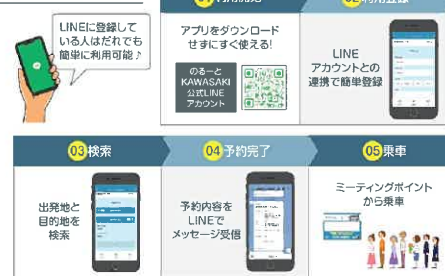 LINEに登録して
いる人はだれでも
簡単に利用可能♪
アプリをダウンロード
せずにすぐ使える!
のるーと
KAWASAKI
公式LINE
アカウント
LINE
アカウントとの
連携で簡単登録
03 検索
出発地と
目的地を
検索
04 予約完了
予約内容を
LINEで
メッセージ受信
05 乗車
ミーティングポイント
から乗車